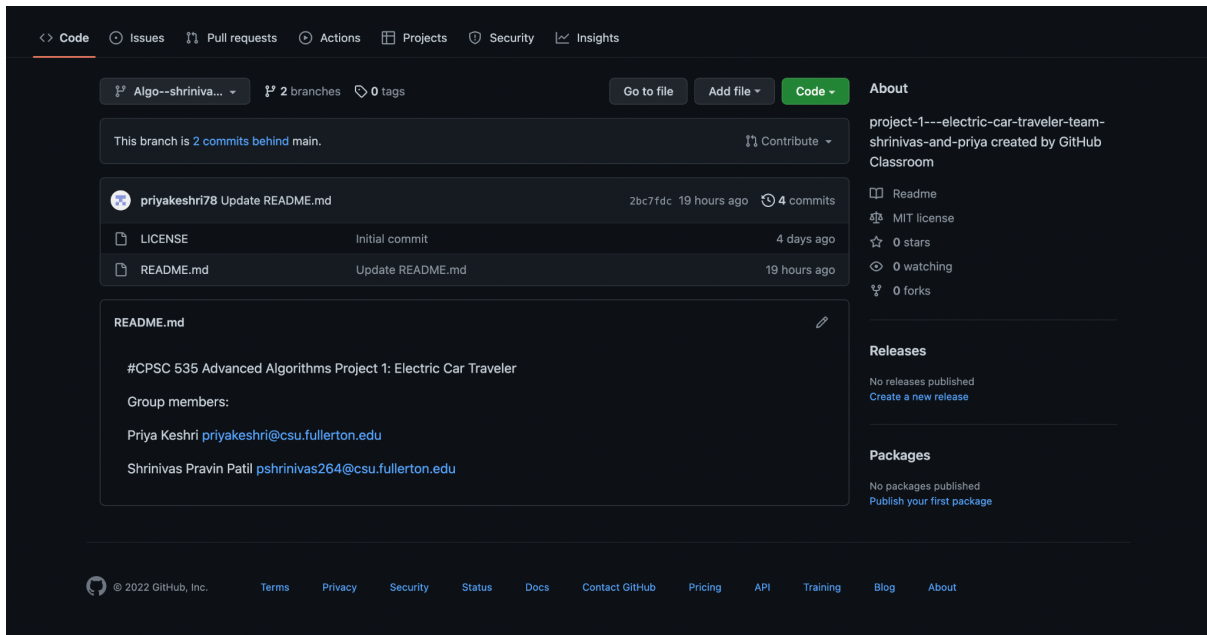 Code Issues Pull requests Actions Projects Security Insights
Algo--shriniva... 2 branches 0 tags Go to file Add file Code
This branch is 2 commits behind main. Contribute
priyakeshri78 Update README.md 2bc7fdc 19 hours ago 4 commits
LICENSE Initial commit 4 days ago
README.md Update README.md 19 hours ago
README.md
#CPSC 535 Advanced Algorithms Project 1: Electric Car Traveler
Group members:
Priya Keshri priyakeshri@csu.fullerton.edu
Shrinivas Pravin Patil pshrinivas264@csu.fullerton.edu
About
project-1---electric-car-traveler-team-
shrinivas-and-priya created by GitHub
Classroom
Readme
MIT license
0 stars
0 watching
0 forks
Releases
No releases published
Create a new release
Packages
No packages published
Publish your first package
© 2022 GitHub, Inc. Terms Privacy Security Status Docs Contact GitHub Pricing API Training Blog About